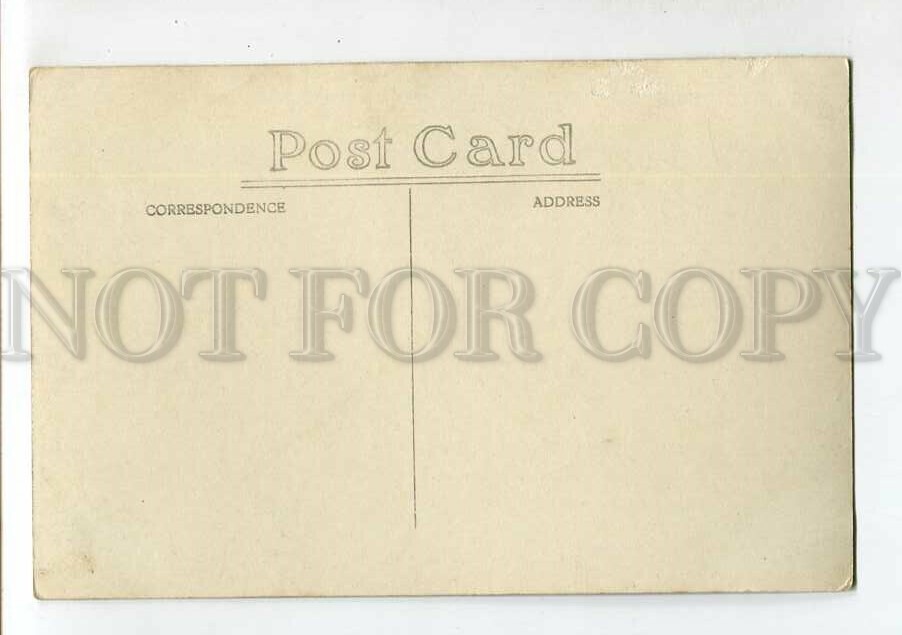 Post Card
CORRESPONDENCE
ADDRESS
NOT FOR COPY